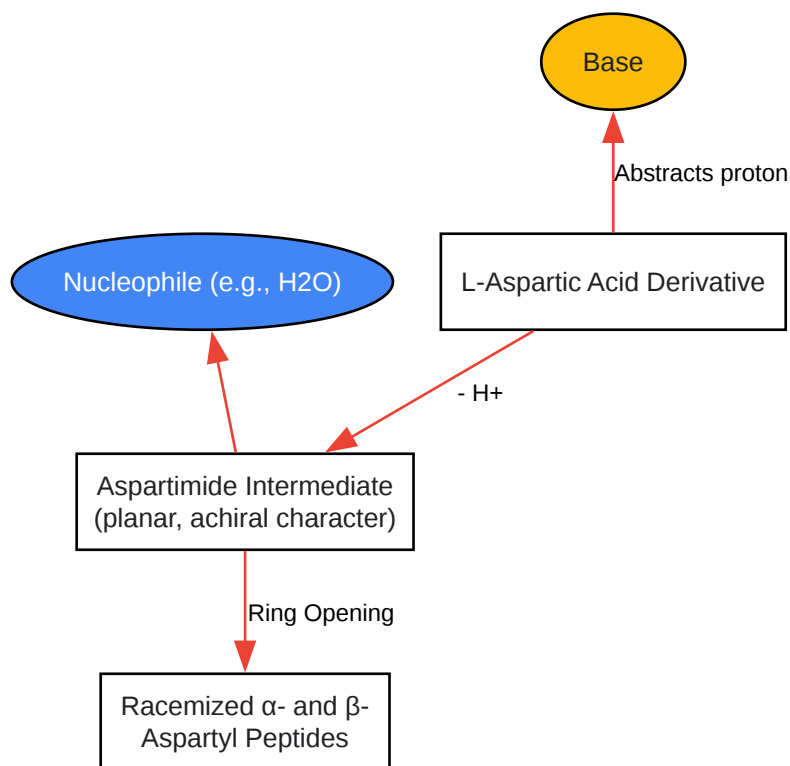 Base
Abstracts proton
Nucleophile (e.g., H2O)
L-Aspartic Acid Derivative
- H+
Aspartimide Intermediate
(planar, achiral character)
Ring Opening
Racemized α- and β-
Aspartyl Peptides